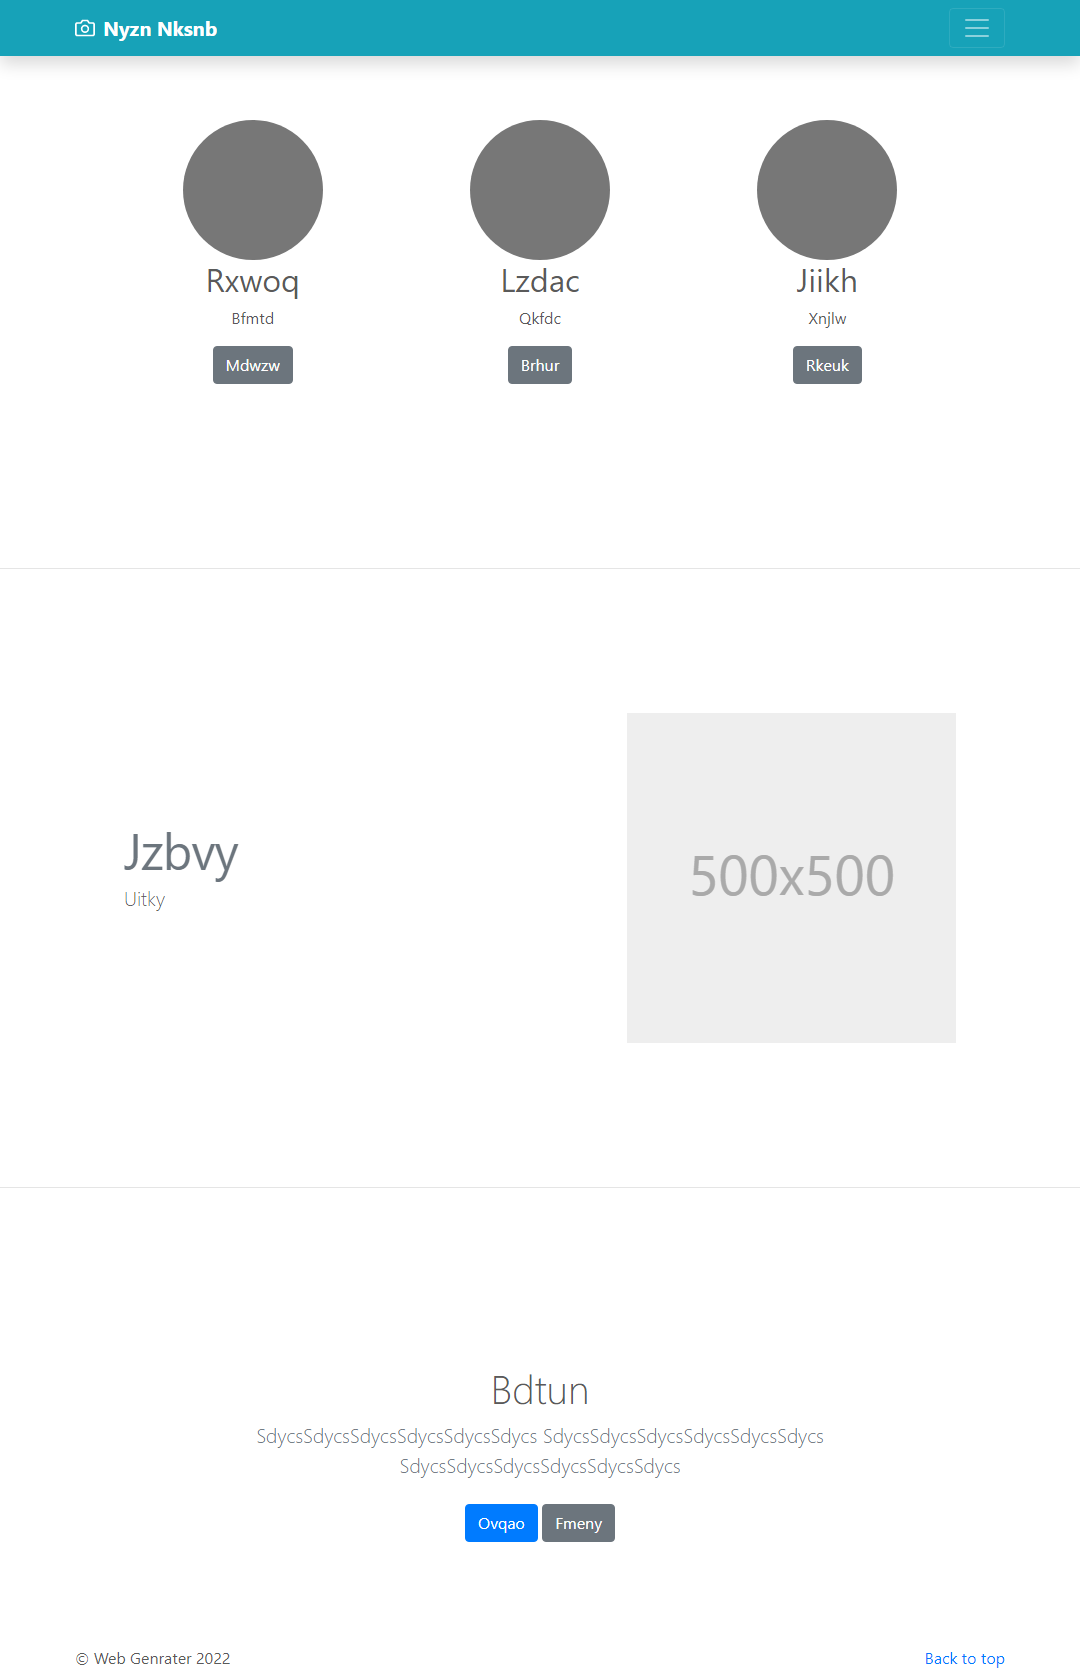 Nyzn Nksnb
Rxwoq
Lzdac
Jiikh
Bfmtd
Qkfdc
Xnjlw
Mdwzw
Brhur
Rkeuk
Jzbvy
Uitky
500x500
Bdtun
SdycsSdycsSdycsSdycsSdycsSdycs SdycsSdycsSdycsSdycsSdycsSdycs
SdycsSdycsSdycsSdycsSdycsSdycs
Ovqao
Fmeny
© Web Genrater 2022
Back to top